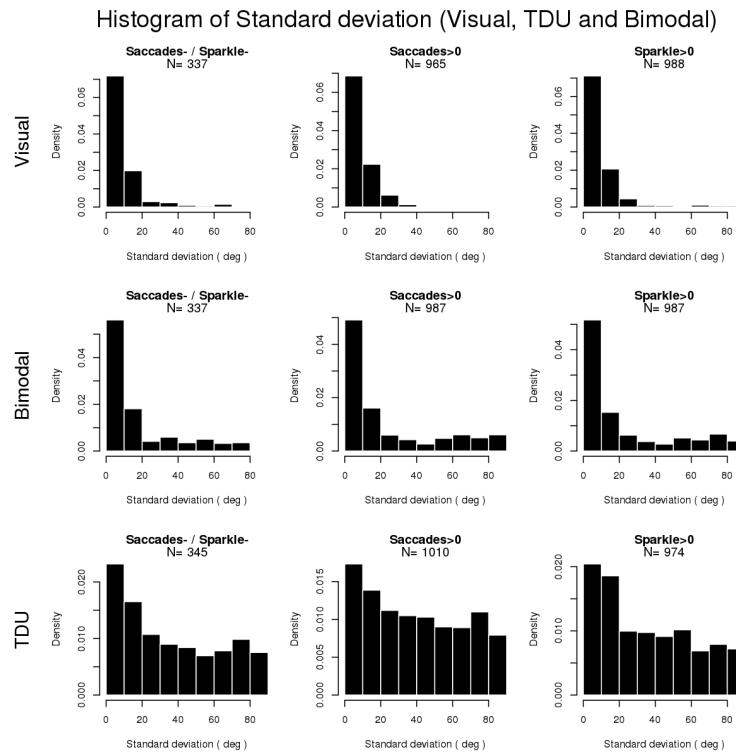 Histogram of Standard deviation (Visual, TDU and Bimodal)
Visual
Saccades- / Sparkle-
N= 337
Density
0.00 0.02 0.04 0.06
0 20 40 60 80
Standard deviation ( deg )
Saccades>0
N= 965
Density
0.00 0.02 0.04 0.06
0 20 40 60 80
Standard deviation ( deg )
Sparkle>0
N= 988
Density
0.00 0.02 0.04 0.06
0 20 40 60 80
Standard deviation ( deg )
Bimodal
Saccades- / Sparkle-
N= 337
Density
0.00 0.02 0.04
0 20 40 60 80
Standard deviation ( deg )
Saccades>0
N= 987
Density
0.00 0.02 0.04
0 20 40 60 80
Standard deviation ( deg )
Sparkle>0
N= 987
Density
0.00 0.02 0.04
0 20 40 60 80
Standard deviation ( deg )
TDU
Saccades- / Sparkle-
N= 345
Density
0.000 0.010 0.020
0 20 40 60 80
Standard deviation ( deg )
Saccades>0
N= 1010
Density
0.000 0.005 0.010 0.015
0 20 40 60 80
Standard deviation ( deg )
Sparkle>0
N= 974
Density
0.000 0.010 0.020
0 20 40 60 80
Standard deviation ( deg )